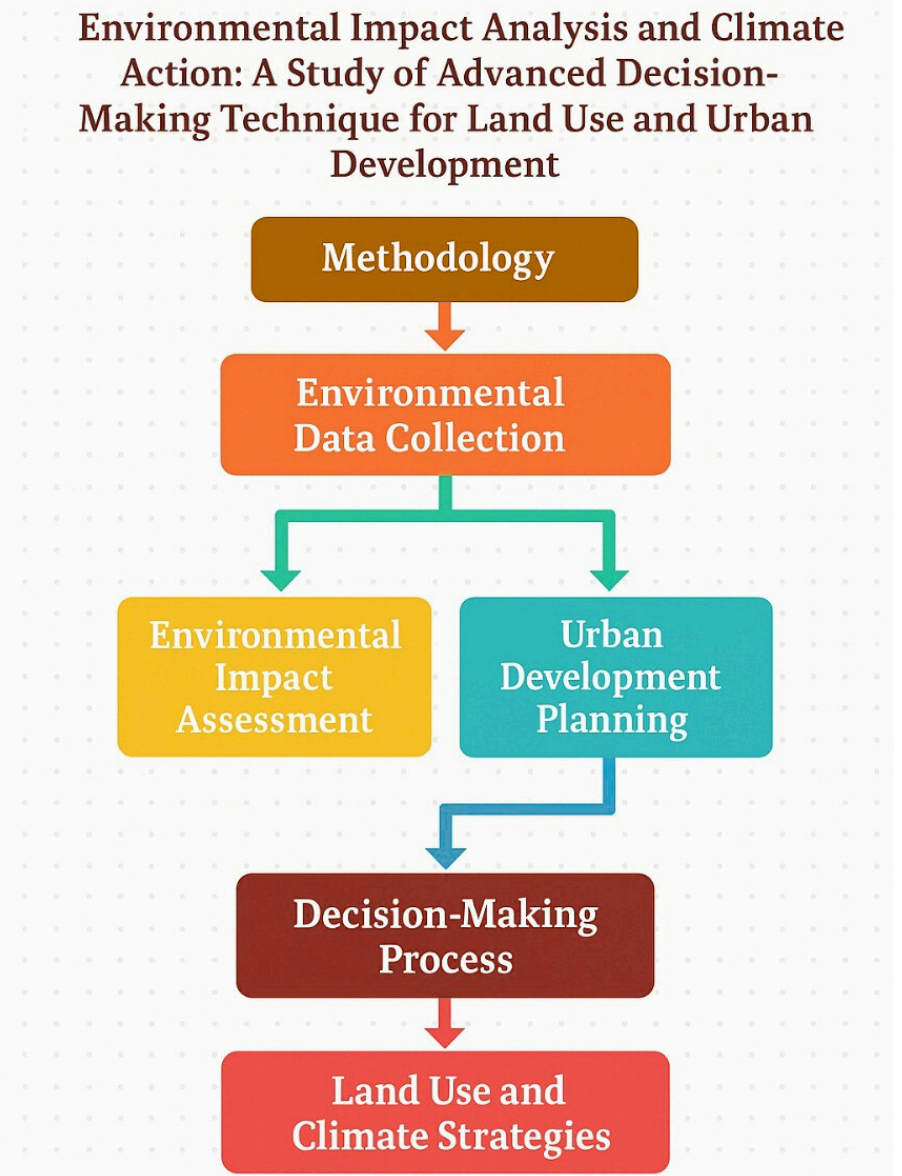 Environmental Impact Analysis and Climate
Action: A Study of Advanced Decision-
Making Technique for Land Use and Urban
Development
Methodology
Environmental
Data Collection
Environmental
Impact
Assessment
Urban
Development
Planning
Decision-Making
Process
Land Use and
Climate Strategies